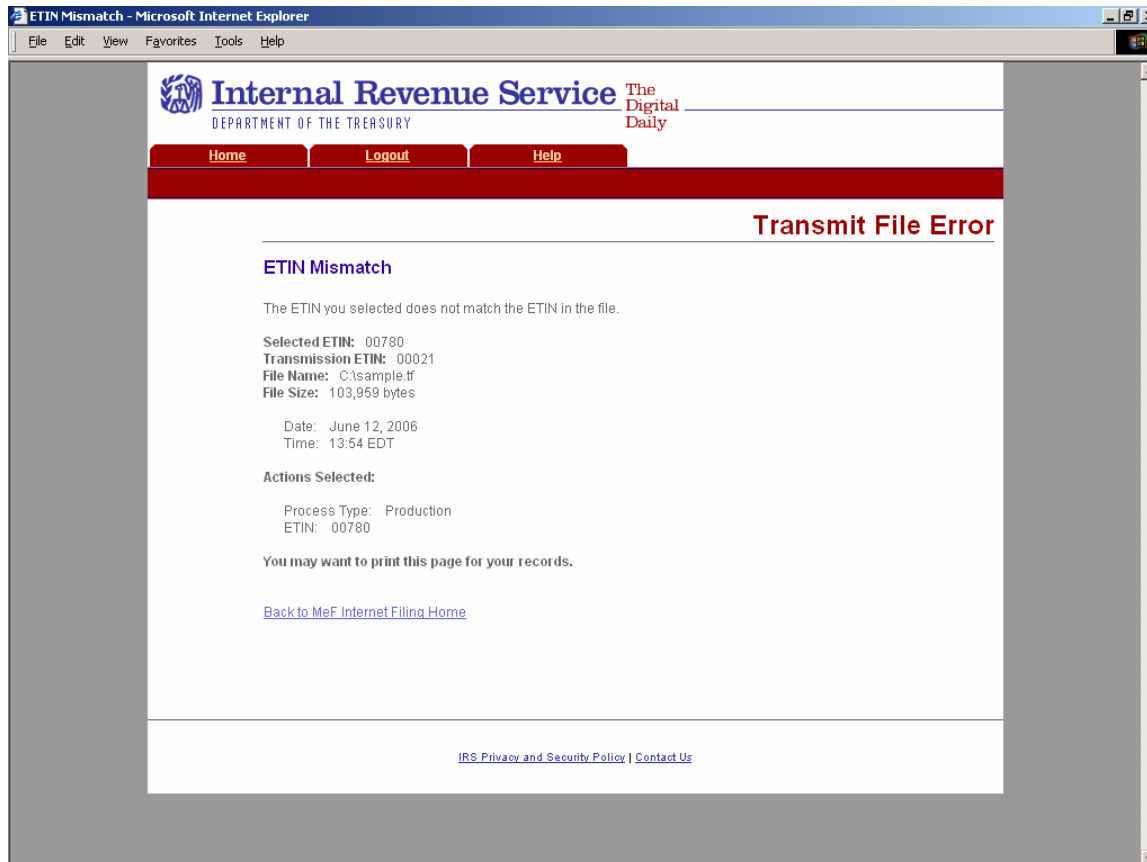 ETIN Mismatch - Microsoft Internet Explorer
File Edit View Favorites Tools Help
Internal Revenue Service
DEPARTMENT OF THE TREASURY
The
Digital
Daily
Home Logout Help
Transmit File Error
ETIN Mismatch
The ETIN you selected does not match the ETIN in the file.
Selected ETIN: 00780
Transmission ETIN: 00021
File Name: C:\sample.tf
File Size: 103,959 bytes
Date: June 12, 2006
Time: 13:54 EDT
Actions Selected:
Process Type: Production
ETIN: 00780
You may want to print this page for your records.
Back to MeF Internet Filing Home
IRS Privacy and Security Policy | Contact Us